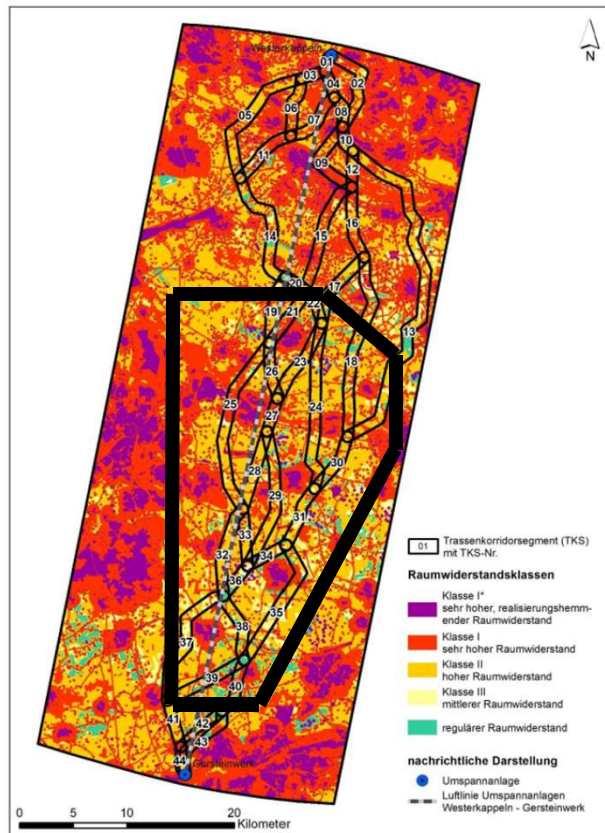 Westerkappeln
N
01
03
02
04
05
06
08
07
10
09
11
12
14
15
16
20
17
22
19
21
13
26
23
18
25
24
27
30
28
29
31
33
32
34
36
35
37
38
39
40
41
42
43
44
Gersteinwerk
01 Trassenkorridorsegment (TKS)
mit TKS-Nr.
Raumwiderstandsklassen
Klasse I*
sehr hoher, realisierungshemm-
ender Raumwiderstand
Klasse I
sehr hoher Raumwiderstand
Klasse II
hoher Raumwiderstand
Klasse III
mittlerer Raumwiderstand
regulärer Raumwiderstand
nachrichtliche Darstellung
Umspannanlage
Luftlinie Umspannanlagen
Westerkappeln - Gersteinwerk
0 5 10 20
Kilometer